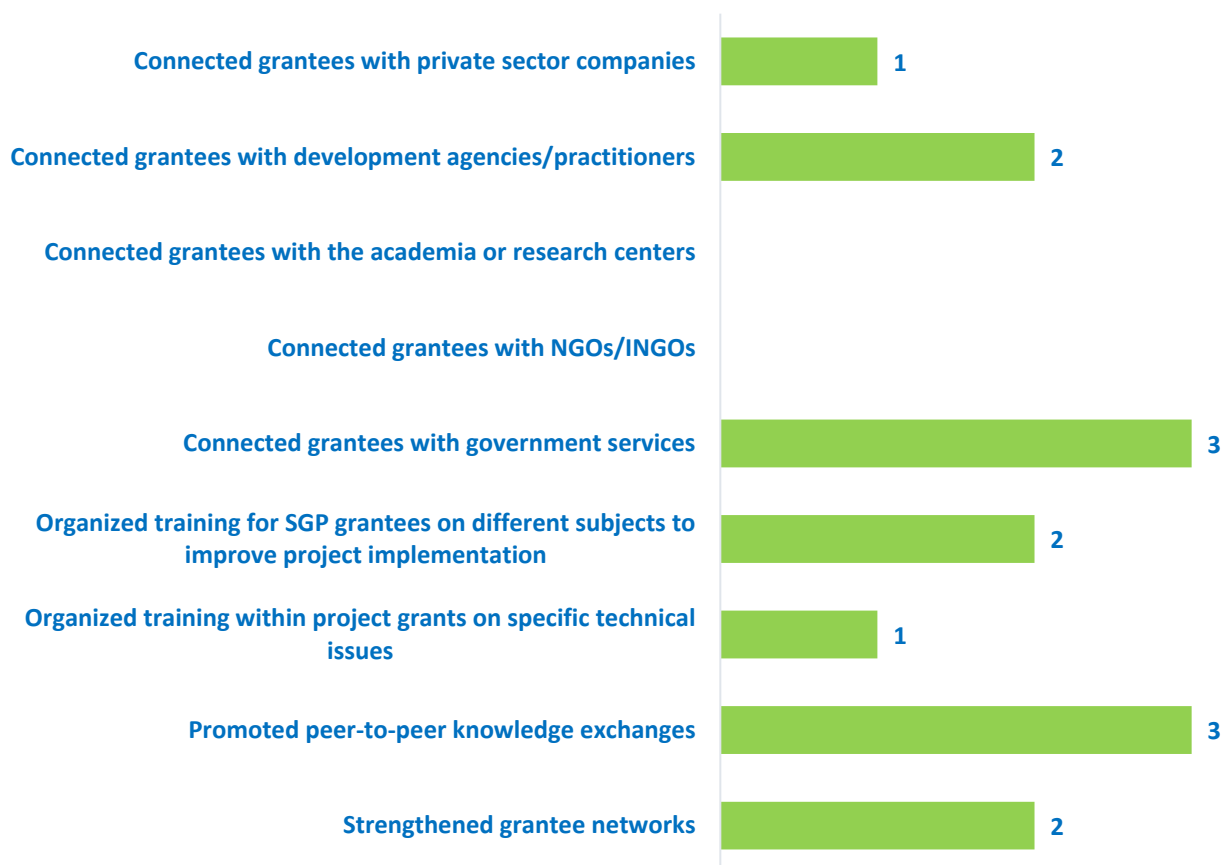 Connected grantees with private sector companies
1
Connected grantees with development agencies/practitioners
2
Connected grantees with the academia or research centers
Connected grantees with NGOs/INGOs
Connected grantees with government services
3
Organized training for SGP grantees on different subjects to
improve project implementation
2
Organized training within project grants on specific technical
issues
1
Promoted peer-to-peer knowledge exchanges
3
Strengthened grantee networks
2